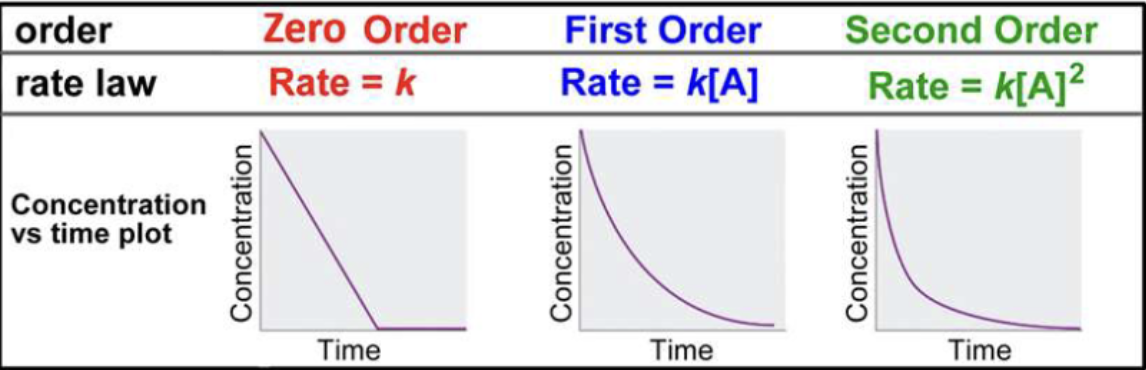 order Zero Order First Order Second Order
rate law Rate = k Rate = k[A] Rate = k[A]²
Concentration
vs time plot
Concentration
Time
Concentration
Time
Concentration
Time